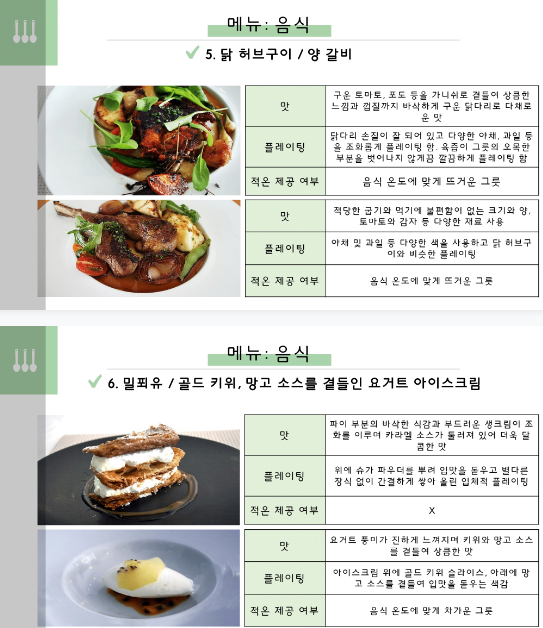 메뉴: 음식
5. 닭 허브구이 / 양 갈비
맛
구운 토마토, 포도 등을 가니쉬로 곁들여 상큼한
느낌과 껍질까지 바삭하게 구운 닭다리로 다채로
운 맛
플레이팅
닭다리 손질이 잘 되어 있고 다양한 야채, 과일 등
을 조화롭게 플레이팅 함. 육즙이 그릇의 오목한
부분을 벗어나지 않게끔 깔끔하게 플레이팅 함
적온 제공 여부
음식 온도에 맞게 뜨거운 그릇
맛
적당한 굽기와 먹기에 불편함이 없는 크기와 양.
토마토와 감자 등 다양한 재료 사용
플레이팅
야채 및 과일 등 다양한 색을 사용하고 닭 허브구
이와 비슷한 플레이팅
적온 제공 여부
음식 온도에 맞게 뜨거운 그릇
메뉴: 음식
6. 밀푀유 / 골드 키위, 망고 소스를 곁들인 요거트 아이스크림
맛
파이 부분의 바삭한 식감과 부드러운 생크림이 조
화를 이루며 카라멜 소스가 둘러져 있어 더욱 달
콤한 맛
플레이팅
위에 슈가 파우더를 뿌려 입맛을 돋우고 별다른
장식 없이 간결하게 쌓아 올린 입체적 플레이팅
적온 제공 여부
X
맛
요거트 풍미가 진하게 느껴지며 키위와 망고 소스
를 곁들여 상큼한 맛
플레이팅
아이스크림 위에 골드 키위 슬라이스, 아래에 망
고 소스를 곁들여 입맛을 돋우는 색감
적온 제공 여부
음식 온도에 맞게 차가운 그릇